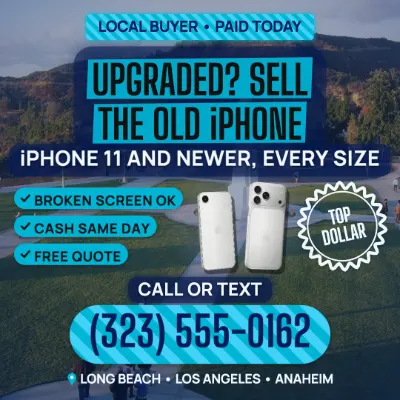 LOCAL BUYER • PAID TODAY
UPGRADED? SELL
THE OLD iPHONE
iPHONE 11 AND NEWER, EVERY SIZE
BROKEN SCREEN OK
CASH SAME DAY
FREE QUOTE
TOP
DOLLAR
CALL OR TEXT
(323) 555-0162
LONG BEACH • LOS ANGELES • ANAHEIM